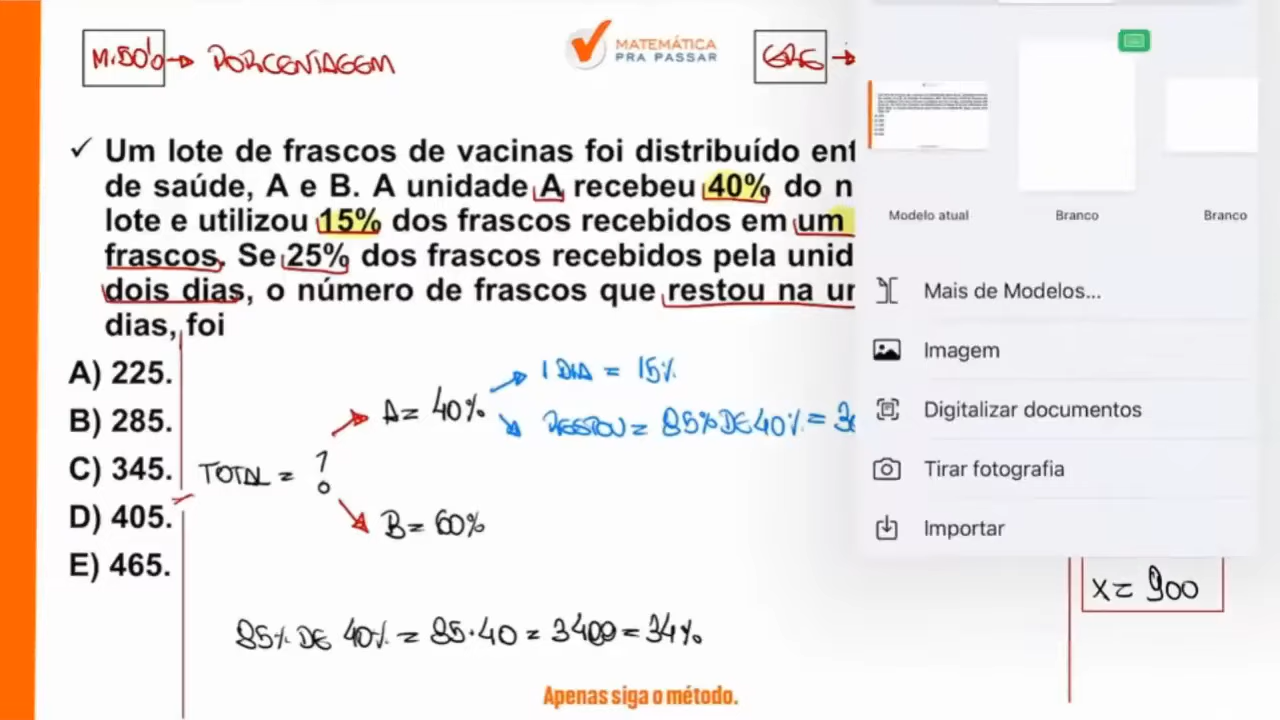 M.50% → PORCENTAGEM
MATEMÁTICA
PRA PASSAR
✓ Um lote de frascos de vacinas foi distribuído ent
de saúde, A e B. A unidade A recebeu 40% do n
lote e utilizou 15% dos frascos recebidos em um
frascos. Se 25% dos frascos recebidos pela unid
dois dias, o número de frascos que restou na un
dias, foi
A) 225.
B) 285.
C) 345.
D) 405.
E) 465.
1 DIA = 15%
A = 40%
RESTOU = 85% DE 40% = 3
TOTAL = ?
B = 60%
85% DE 40% = 85.40 = 3400 = 34%
Apenas siga o método.
Modelo atual
Branco
Branco
Mais de Modelos...
Imagem
Digitalizar documentos
Tirar fotografia
Importar
X = 900